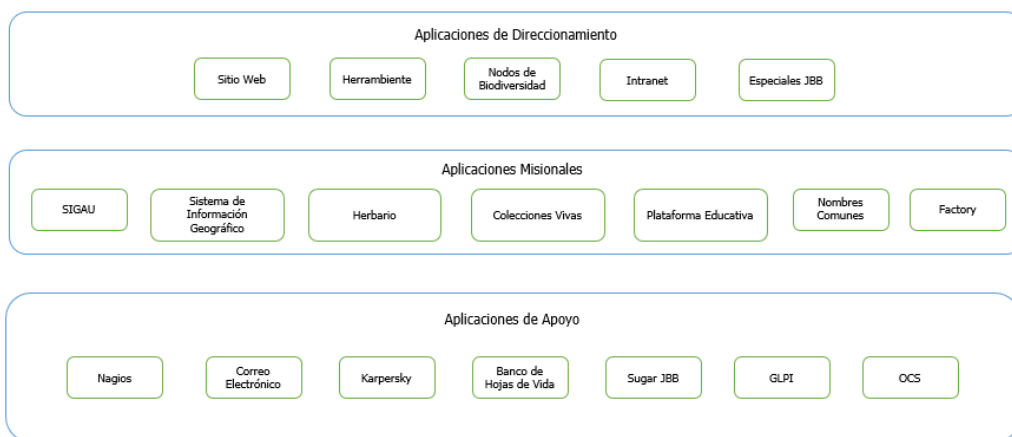 Aplicaciones de Direccionamiento
Sitio Web
Herrambiente
Nodos de
Biodiversidad
Intranet
Especiales JBB
Aplicaciones Misionales
SIGAU
Sistema de
Información
Geográfico
Herbario
Colecciones Vivas
Plataforma Educativa
Nombres
Comunes
Factory
Aplicaciones de Apoyo
Nagios
Correo
Electrónico
Karpersky
Banco de
Hojas de Vida
Sugar JBB
GLPI
OCS